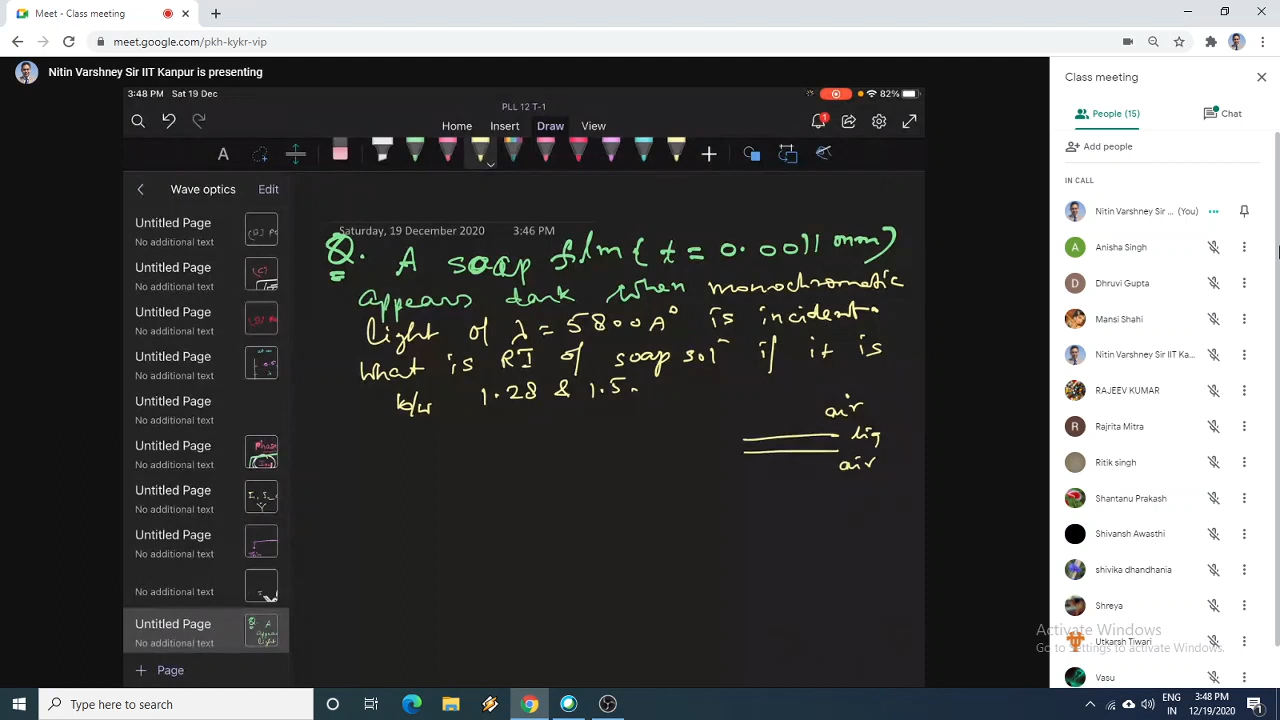 Meet - Class meeting
meet.google.com/pkh-kykr-vip
Nitin Varshney Sir IIT Kanpur is presenting
3:48 PM Sat 19 Dec
82%
PLL 12 T-1
Home Insert Draw View
1
A
Wave optics Edit
Untitled Page
No additional text
Untitled Page
No additional text
Untitled Page
No additional text
Untitled Page
No additional text
Untitled Page
No additional text
Untitled Page
No additional text
Untitled Page
No additional text
Untitled Page
No additional text
No additional text
Untitled Page
No additional text
+ Page
Saturday, 19 December 2020 3:46 PM
Q. A soap film (t = 0.0011 mm)
appears dark when monochromatic
light of λ = 5800A° is incident.
what is RI of soap solⁿ if it is
b/w 1.28 & 1.5.
air
liq
air
Class meeting
People (15) Chat
Add people
IN CALL
Nitin Varshney Sir ... (You)
A Anisha Singh
Dhruvi Gupta
Mansi Shahi
Nitin Varshney Sir IIT Ka...
RAJEEV KUMAR
R Rajrita Mitra
Ritik singh
Shantanu Prakash
Shivansh Awasthi
shivika dhandhania
Shreya
Utkarsh Tiwari
Vasu
Activate Windows
Go to Settings to activate Windows.
Type here to search
ENG
IN
3:48 PM
12/19/2020
1